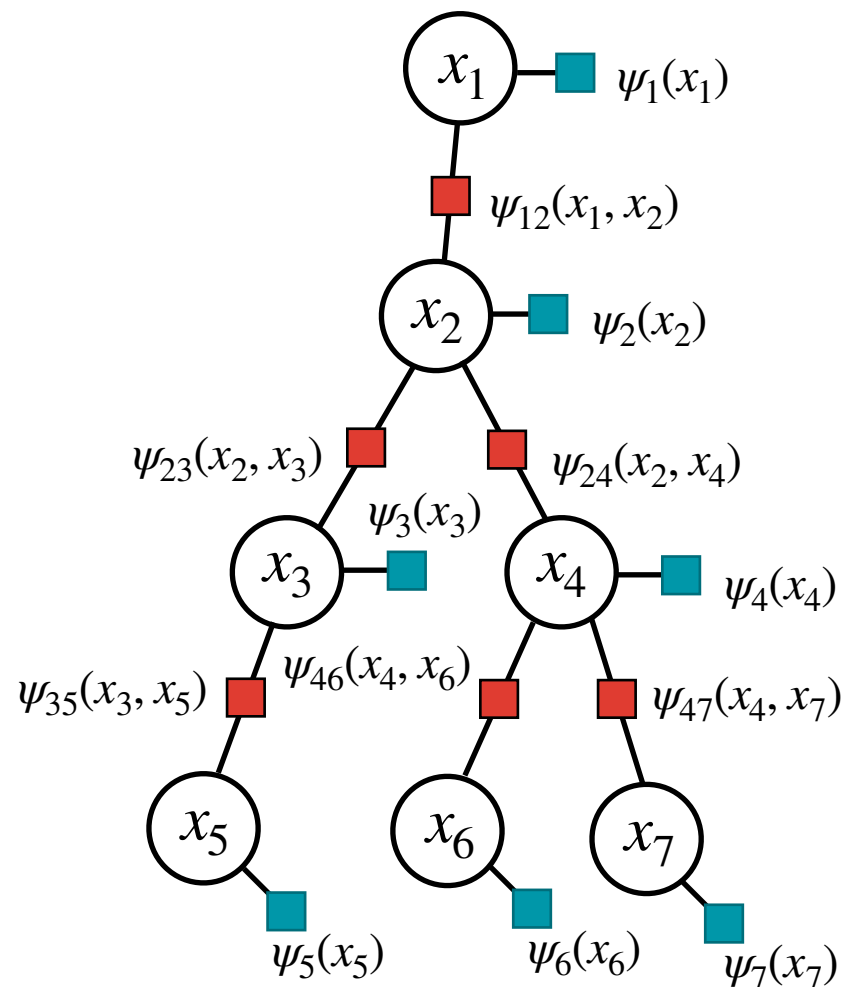 x₁ ψ₁(x₁)
ψ₁₂(x₁, x₂)
x₂ ψ₂(x₂)
ψ₂₃(x₂, x₃) ψ₂₄(x₂, x₄)
ψ₃(x₃)
x₃ x₄ ψ₄(x₄)
ψ₃₅(x₃, x₅) ψ₄₆(x₄, x₆) ψ₄₇(x₄, x₇)
x₅ x₆ x₇
ψ₅(x₅) ψ₆(x₆) ψ₇(x₇)